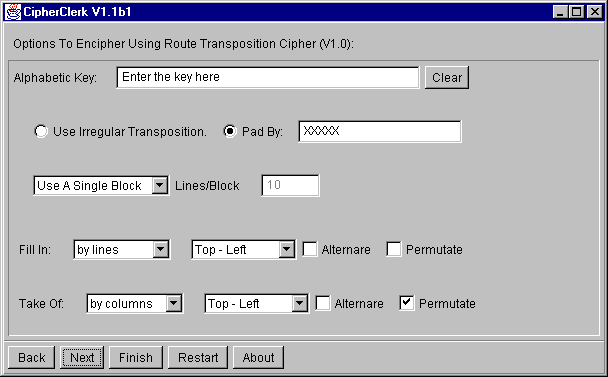 CipherClerk V1.1b1
Options To Encipher Using Route Transposition Cipher (V1.0):
Alphabetic Key: Enter the key here Clear
Use Irregular Transposition. Pad By: XXXXX
Use A Single Block Lines/Block 10
Fill In: by lines Top - Left Alternare Permutate
Take Of: by columns Top - Left Alternare Permutate
Back Next Finish Restart About